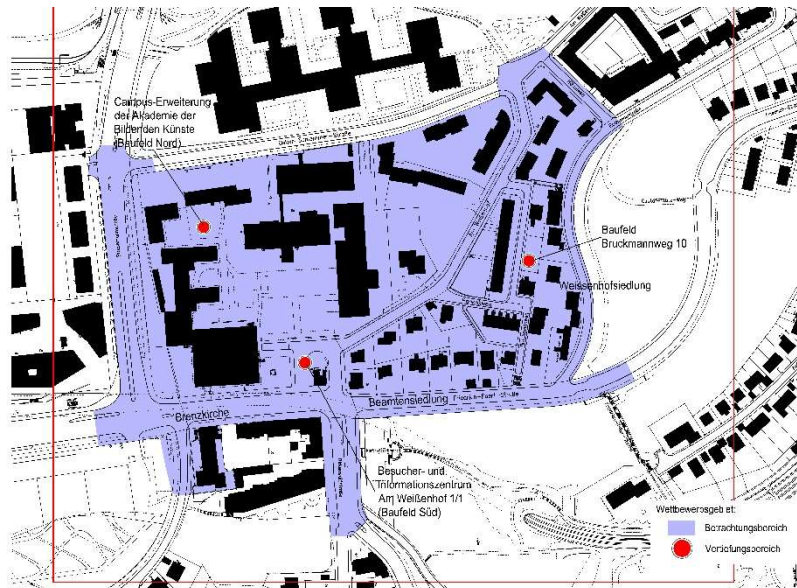 Campus-Erweiterung
der Akademie der
Bildenden Künste
(Baufeld Nord)
Baufeld
Bruckmannweg 10
Weissenhofsiedlung
Beamtensiedlung
Brenzkirche
Besucher- und
Informationszentrum
Am Weißenhof 1/1
(Baufeld Süd)
Wettbewerbsgebiet:
Betrachtungsbereich
Vertiefungsbereich